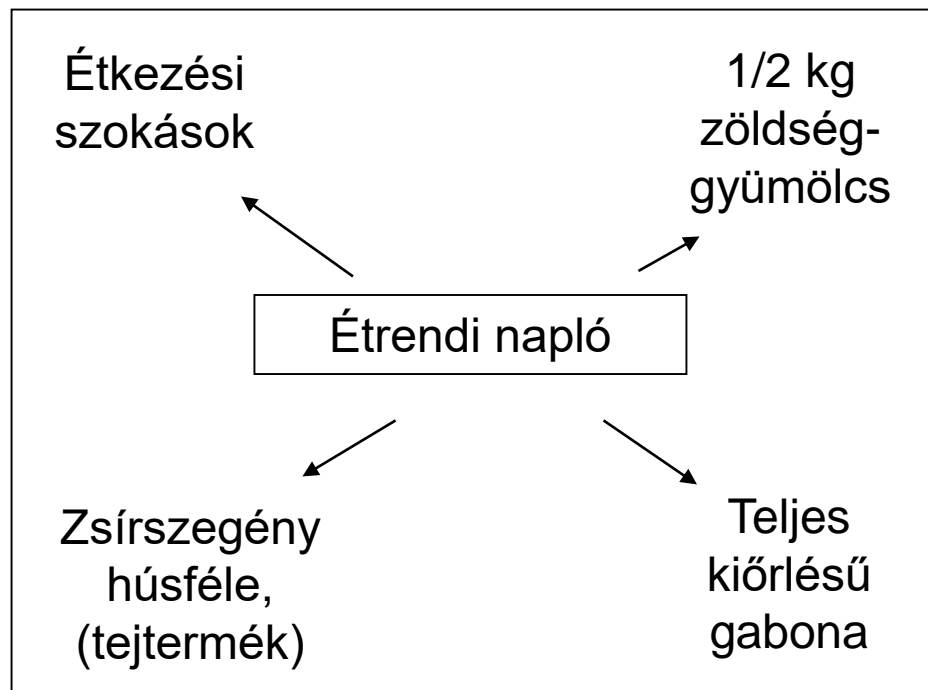 Étkezési
szokások
1/2 kg
zöldség-
gyümölcs
Étrendi napló
Zsírszegény
húsféle,
(tejtermék)
Teljes
kiőrlésű
gabona